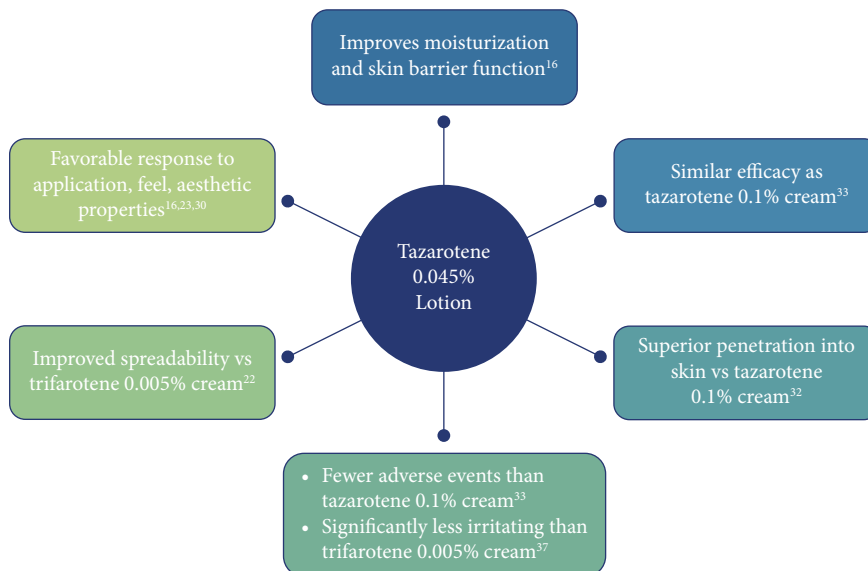 Improves moisturization
and skin barrier function16
Favorable response to
application, feel, aesthetic
properties16,23,30
Similar efficacy as
tazarotene 0.1% cream33
Tazarotene
0.045%
Lotion
Improved spreadability vs
trifarotene 0.005% cream22
Superior penetration into
skin vs tazarotene
0.1% cream32
• Fewer adverse events than
tazarotene 0.1% cream33
• Significantly less irritating than
trifarotene 0.005% cream37